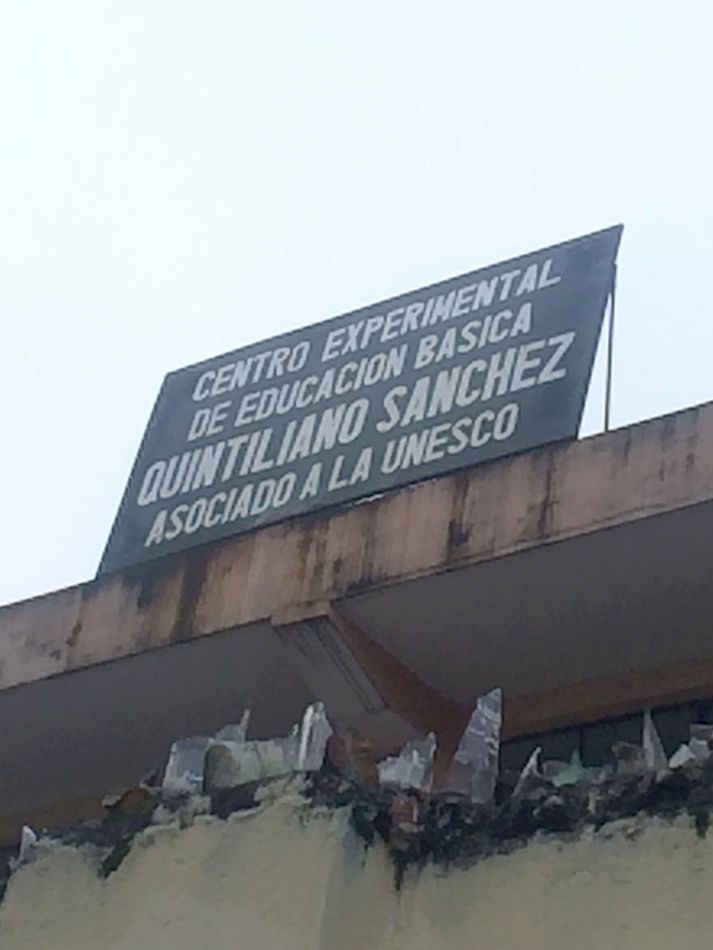 CENTRO EXPERIMENTAL
DE EDUCACION BASICA
QUINTILIANO SANCHEZ
ASOCIADO A LA UNESCO